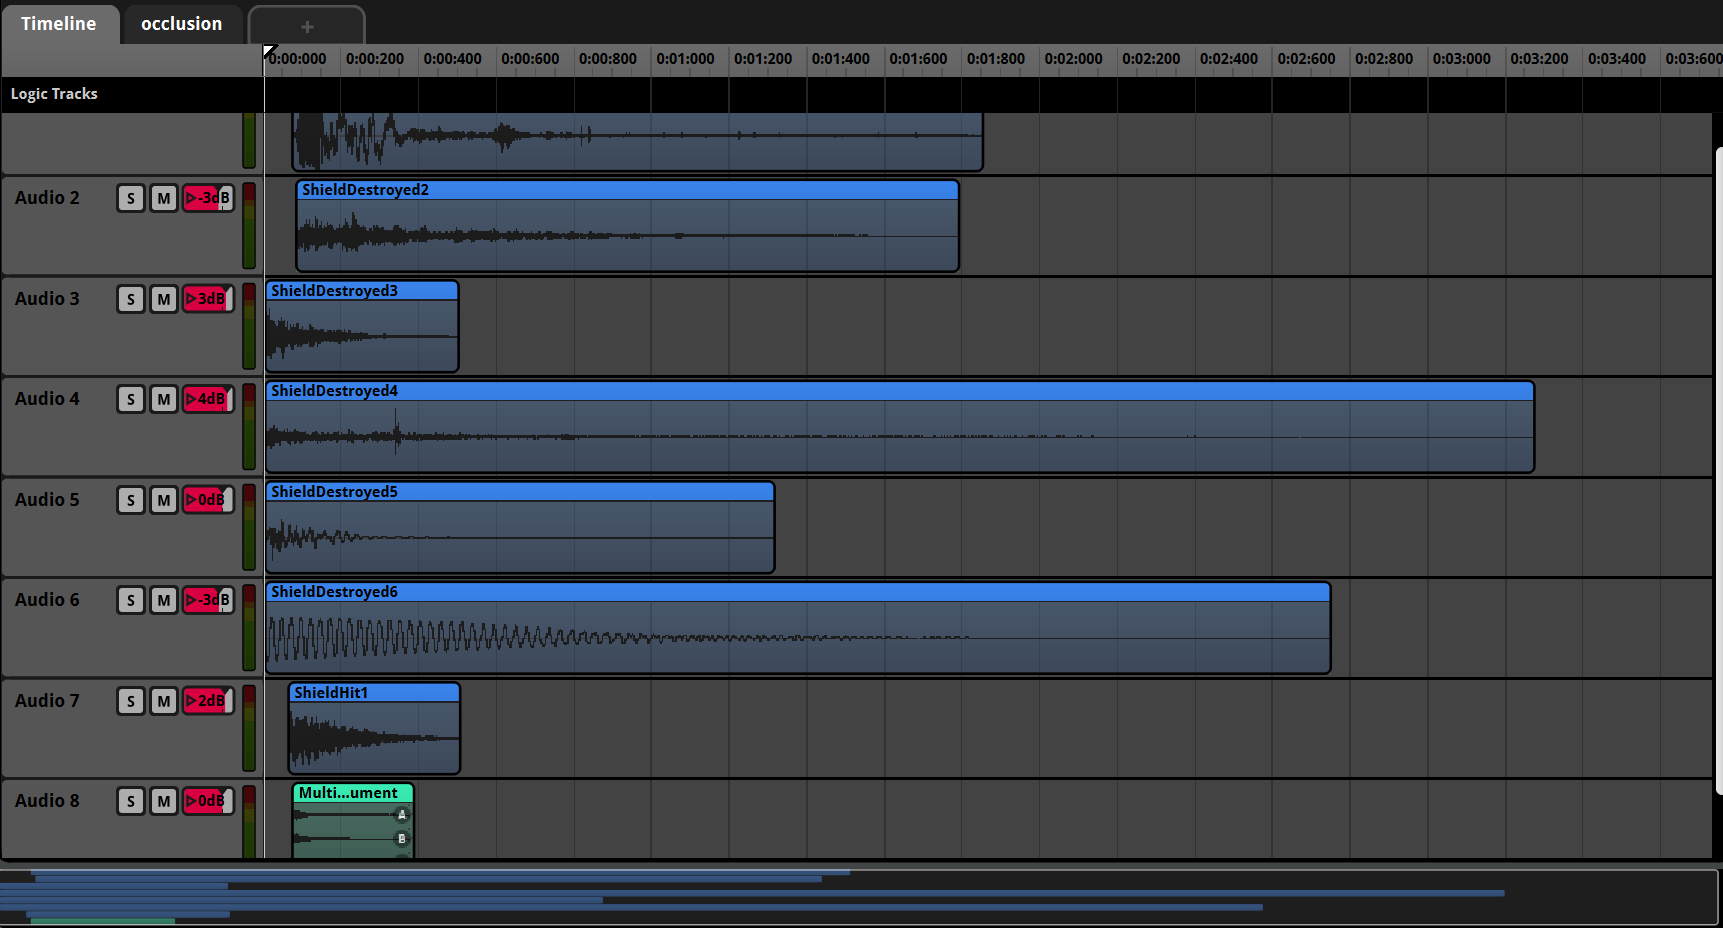 Timeline occlusion +
0:00:000 0:00:200 0:00:400 0:00:600 0:00:800 0:01:000 0:01:200 0:01:400 0:01:600 0:01:800 0:02:000 0:02:200 0:02:400 0:02:600 0:02:800 0:03:000 0:03:200 0:03:400 0:03:600
Logic Tracks
Audio 2 S M -3dB ShieldDestroyed2
Audio 3 S M 3dB ShieldDestroyed3
Audio 4 S M 4dB ShieldDestroyed4
Audio 5 S M 0dB ShieldDestroyed5
Audio 6 S M -3dB ShieldDestroyed6
Audio 7 S M 2dB ShieldHit1
Audio 8 S M 0dB Multi...ument
A
B